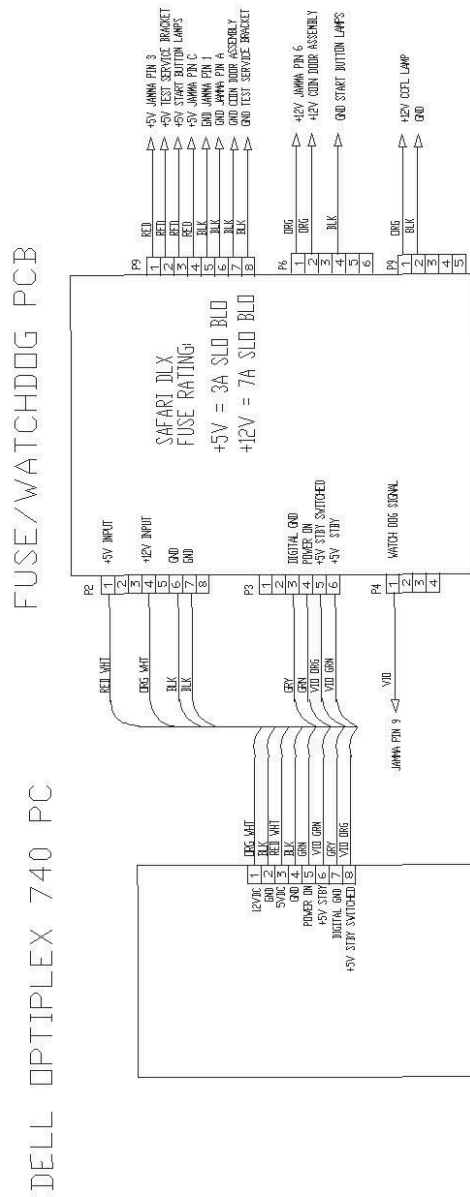 DELL OPTIPLEX 740 PC
FUSE/WATCHDOG PCB
12VDC 1 ORG WHT
GND 2 BLK
5VDC 3 RED WHT
GND 4 BLK
POWER ON 5 GRN
+5V STBY 6 VIO GRN
DIGITAL GND 7 GRY
+5V STBY SWITCHED 8 VIO ORG
P2
RED WHT 1 +5V INPUT
2
3
ORG WHT 4 +12V INPUT
5
BLK 6 GND
BLK 7 GND
8
P3
1
2
GRY 3 DIGITAL GND
GRN 4 POWER ON
VIO ORG 5 +5V STBY SWITCHED
VIO GRN 6 +5V STBY
P4
JAMMA PIN 9 VIO 1 WATCH DOG SIGNAL
2
3
4
SAFARI DLX
FUSE RATING:
+5V = 3A SLO BLO
+12V = 7A SLO BLO
P9
1 RED +5V JAMMA PIN 3
2 RED +5V TEST SERVICE BRACKET
3 RED +5V START BUTTON LAMPS
4 RED +5V JAMMA PIN C
5 BLK GND JAMMA PIN 1
6 BLK GND JAMMA PIN A
7 BLK GND COIN DOOR ASSEMBLY
8 BLK GND TEST SERVICE BRACKET
P6
1 ORG +12V JAMMA PIN 6
2 ORG +12V COIN DOOR ASSEMBLY
3
4 BLK GND START BUTTON LAMPS
5
6
P9
1 ORG +12V CCFL LAMP
2 BLK GND
3
4
5